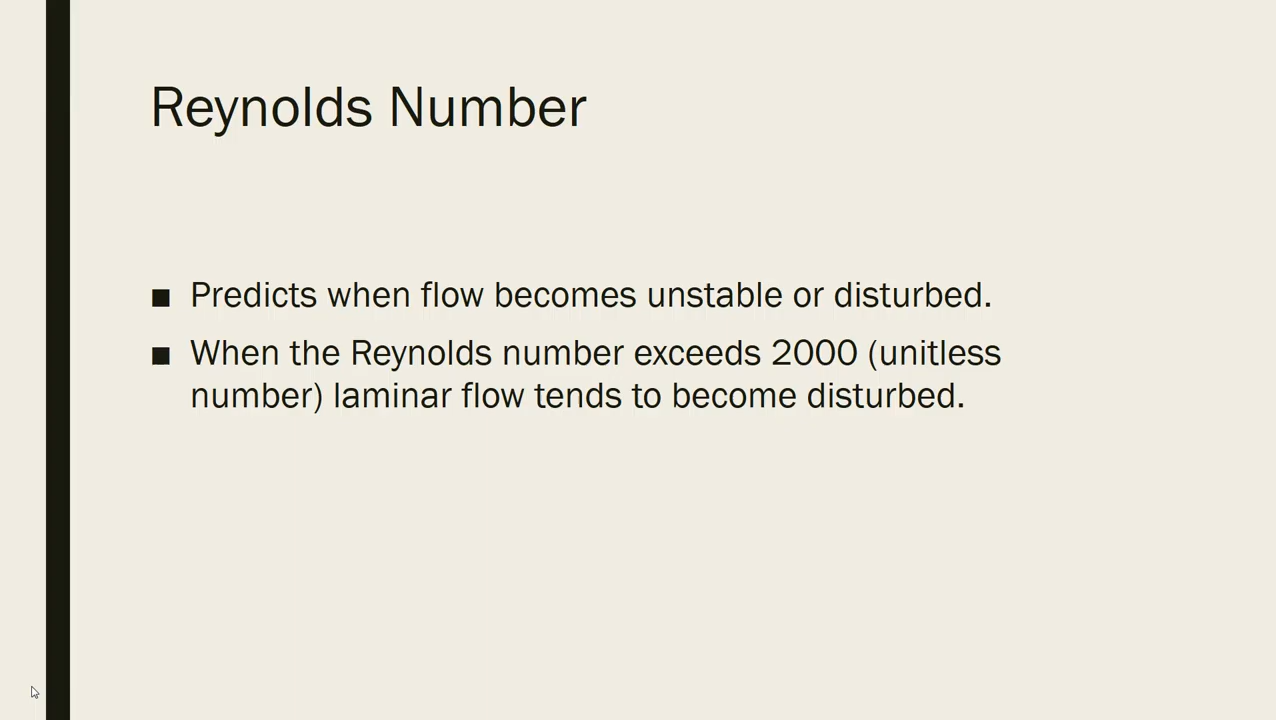 Reynolds Number
■ Predicts when flow becomes unstable or disturbed.
■ When the Reynolds number exceeds 2000 (unitless
number) laminar flow tends to become disturbed.